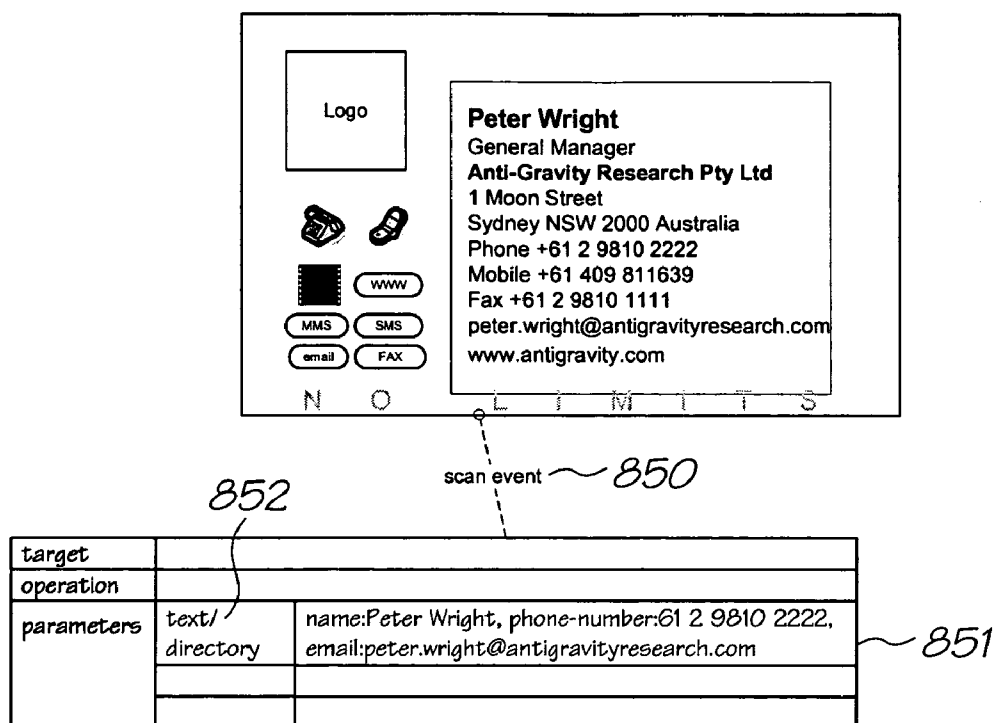 Logo
Peter Wright
General Manager
Anti-Gravity Research Pty Ltd
1 Moon Street
Sydney NSW 2000 Australia
Phone +61 2 9810 2222
Mobile +61 409 811639
Fax +61 2 9810 1111
peter.wright@antigravityresearch.com
www.antigravity.com
WWW
MMS SMS
email FAX
N O L I M I T S
scan event 850
852
target
operation
parameters text/ name:Peter Wright, phone-number:61 2 9810 2222,
directory email:peter.wright@antigravityresearch.com
851